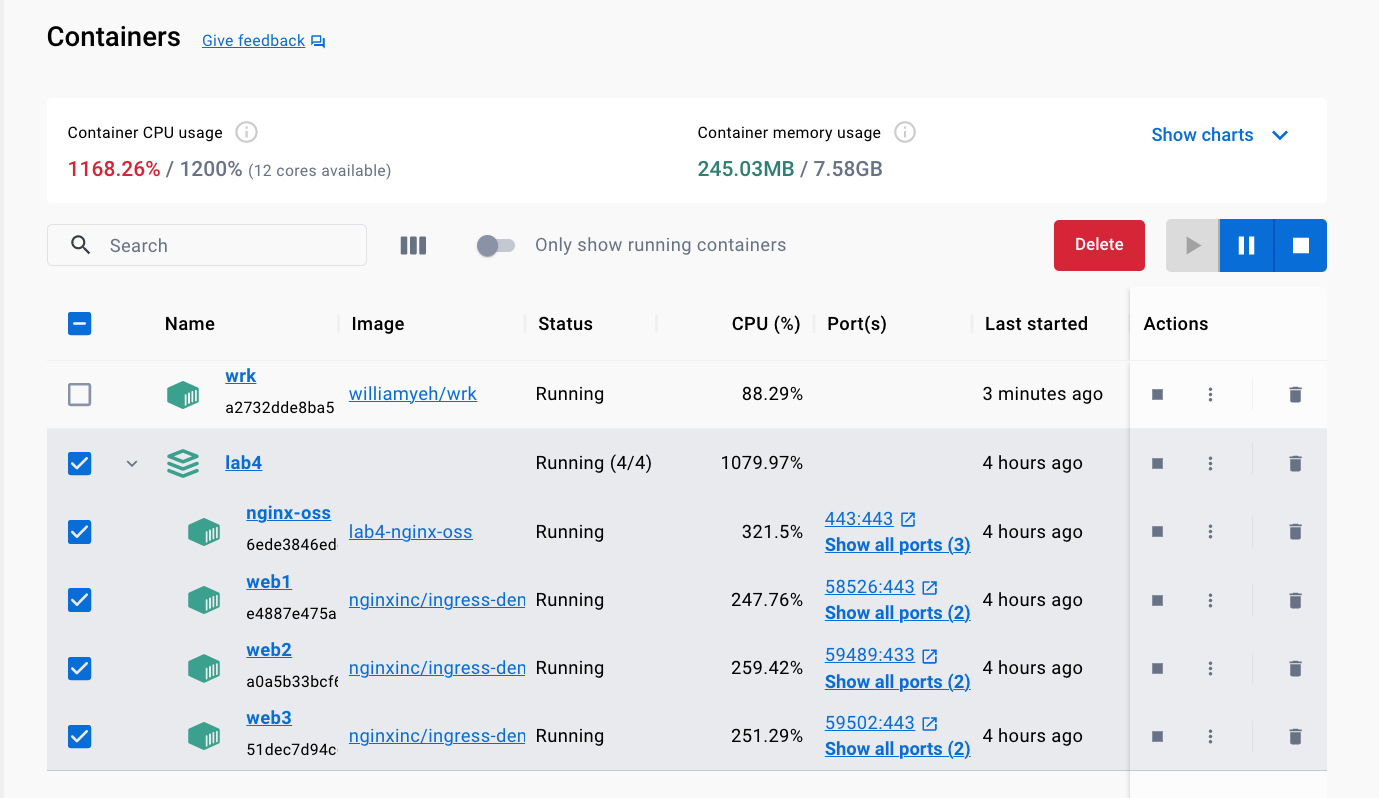 Containers Give feedback
Container CPU usage
1168.26% / 1200% (12 cores available)
Container memory usage
245.03MB / 7.58GB
Show charts
Search
Only show running containers
Delete
Name Image Status CPU (%) Port(s) Last started Actions
wrk
a2732dde8ba5
williamyeh/wrk Running 88.29% 3 minutes ago
lab4 Running (4/4) 1079.97% 4 hours ago
nginx-oss
6ede3846ed
lab4-nginx-oss Running 321.5%
443:443
Show all ports (3)
4 hours ago
web1
e4887e475a
nginxinc/ingress-den Running 247.76%
58526:443
Show all ports (2)
4 hours ago
web2
a0a5b33bcf6
nginxinc/ingress-den Running 259.42%
59489:433
Show all ports (2)
4 hours ago
web3
51dec7d94c
nginxinc/ingress-den Running 251.29%
59502:443
Show all ports (2)
4 hours ago